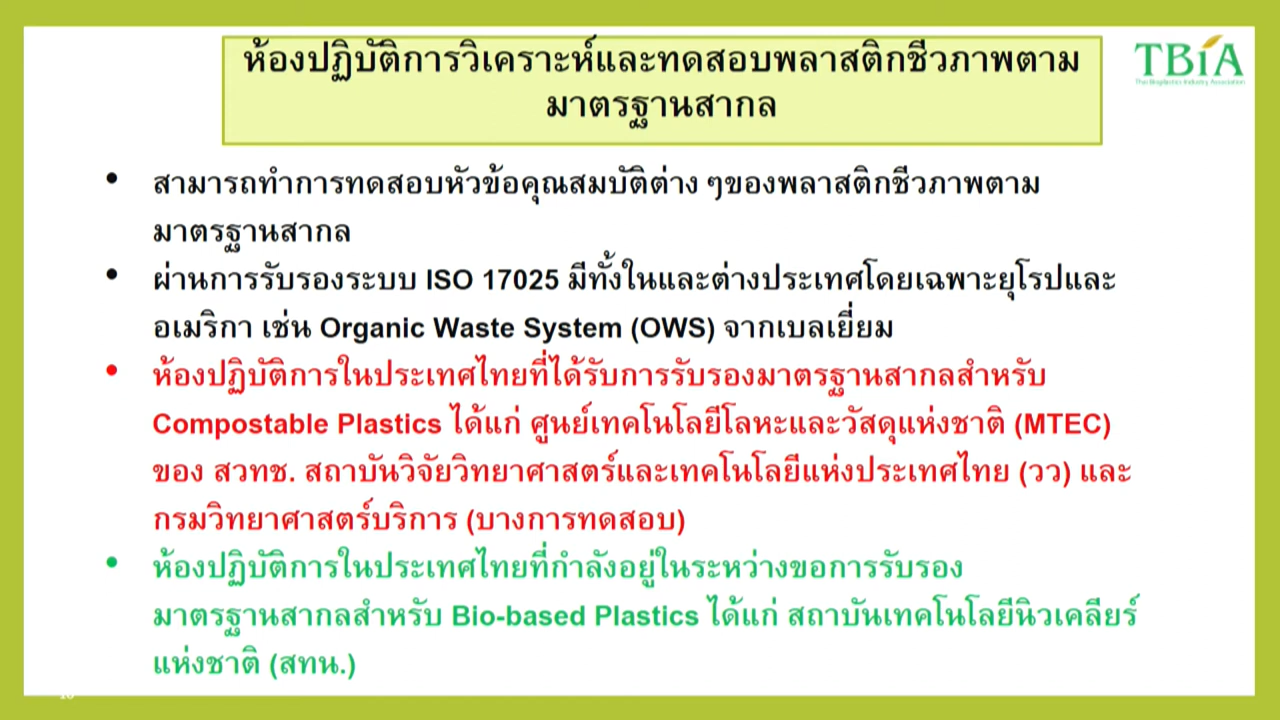 ห้องปฏิบัติการวิเคราะห์และทดสอบพลาสติกชีวภาพตาม
มาตรฐานสากล
TBiA
Thai Bioplastics Industry Association
• สามารถทำการทดสอบหัวข้อคุณสมบัติต่าง ๆของพลาสติกชีวภาพตาม
มาตรฐานสากล
• ผ่านการรับรองระบบ ISO 17025 มีทั้งในและต่างประเทศโดยเฉพาะยุโรปและ
อเมริกา เช่น Organic Waste System (OWS) จากเบลเยี่ยม
• ห้องปฏิบัติการในประเทศไทยที่ได้รับการรับรองมาตรฐานสากลสำหรับ
Compostable Plastics ได้แก่ ศูนย์เทคโนโลยีโลหะและวัสดุแห่งชาติ (MTEC)
ของ สวทช. สถาบันวิจัยวิทยาศาสตร์และเทคโนโลยีแห่งประเทศไทย (วว) และ
กรมวิทยาศาสตร์บริการ (บางการทดสอบ)
• ห้องปฏิบัติการในประเทศไทยที่กำลังอยู่ในระหว่างขอการรับรอง
มาตรฐานสากลสำหรับ Bio-based Plastics ได้แก่ สถาบันเทคโนโลยีนิวเคลียร์
แห่งชาติ (สทน.)